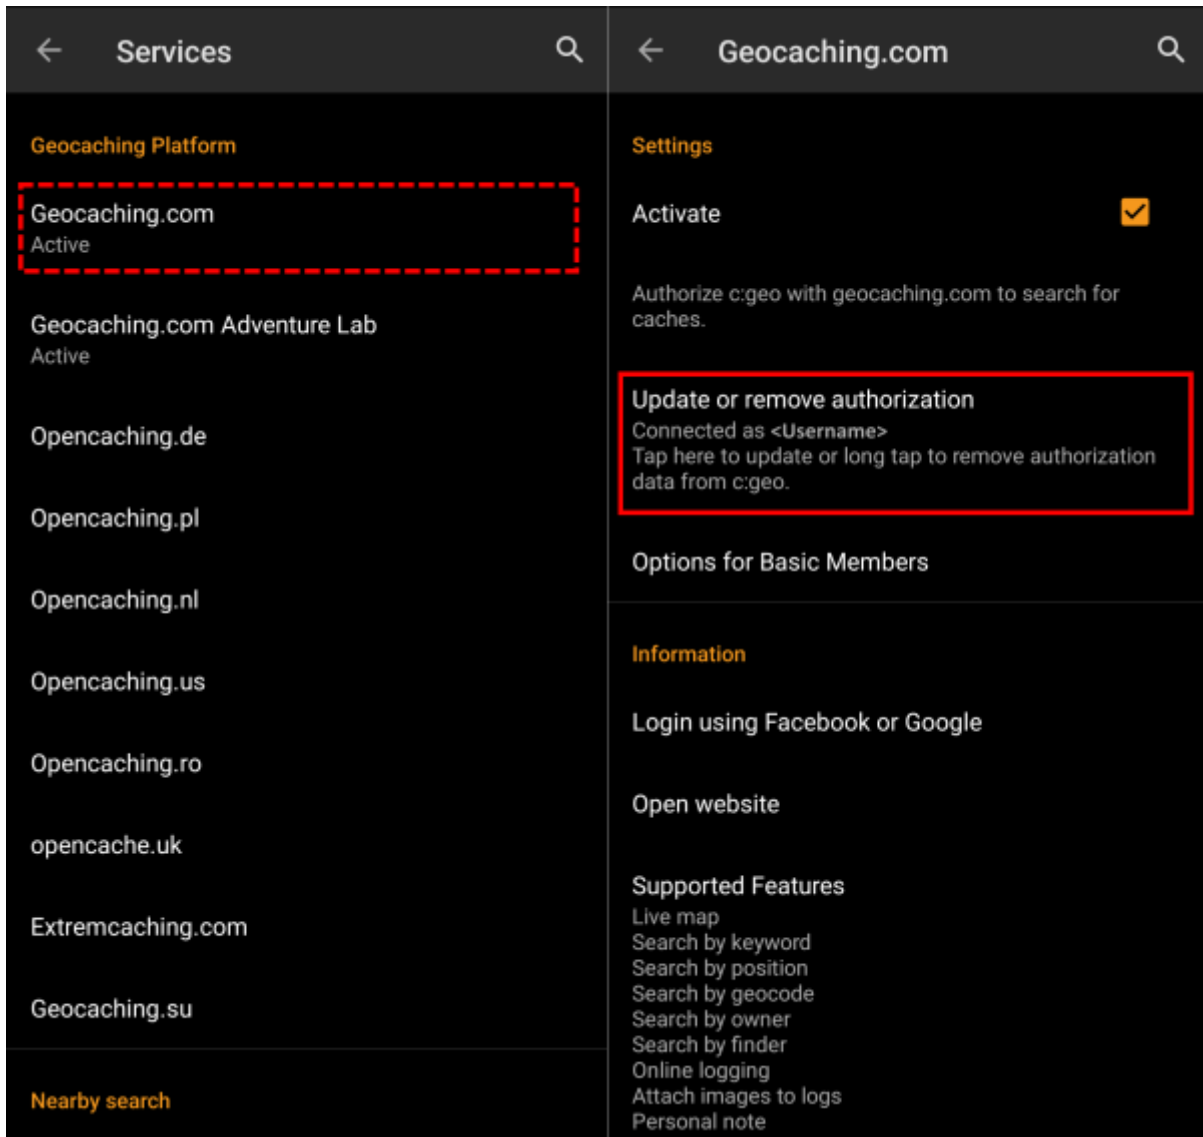 Services
Geocaching Platform
Geocaching.com
Active
Geocaching.com Adventure Lab
Active
Opencaching.de
Opencaching.pl
Opencaching.nl
Opencaching.us
Opencaching.ro
opencache.uk
Extremcaching.com
Geocaching.su
Nearby search
Geocaching.com
Settings
Activate
Authorize c:geo with geocaching.com to search for
caches.
Update or remove authorization
Connected as <Username>
Tap here to update or long tap to remove authorization
data from c:geo.
Options for Basic Members
Information
Login using Facebook or Google
Open website
Supported Features
Live map
Search by keyword
Search by position
Search by geocode
Search by owner
Search by finder
Online logging
Attach images to logs
Personal note